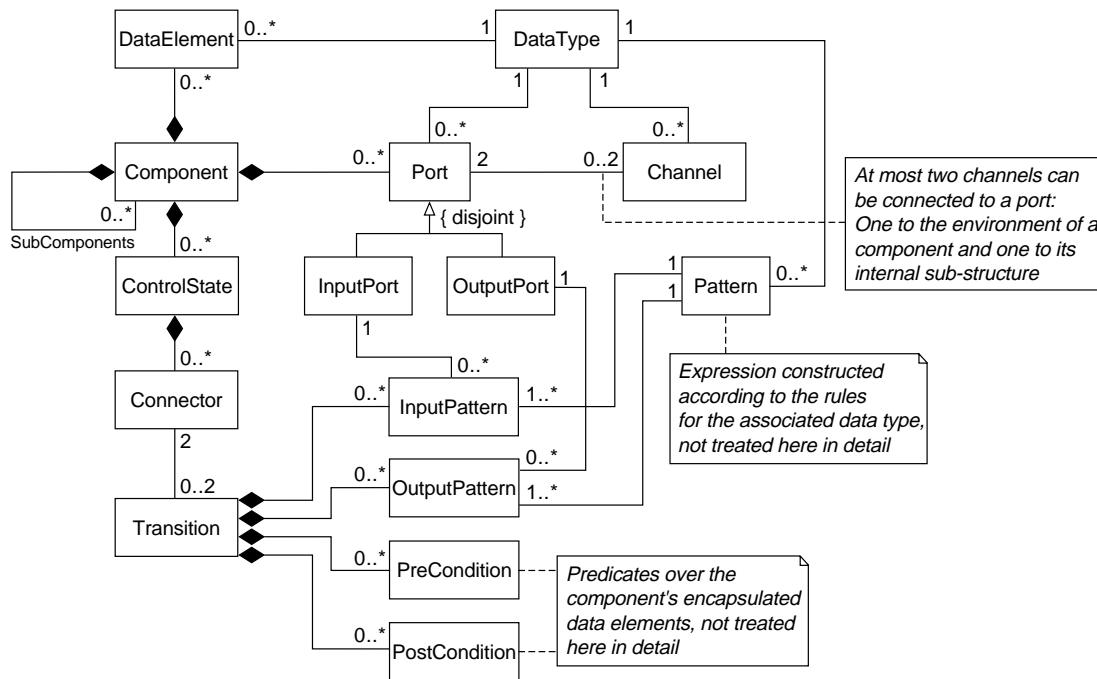 0..*
1
1
DataElement
DataType
0..*
1
1
0..*
0..*
0..*
2
0..2
Component
Port
Channel
At most two channels can
be connected to a port:
One to the environment of a
component and one to its
internal sub-structure
0..*
SubComponents
{ disjoint }
0..*
ControlState
InputPort
OutputPort
1
1
1
Pattern
0..*
1
0..*
0..*
Connector
0..*
InputPattern
1..*
Expression constructed
according to the rules
for the associated data type,
not treated here in detail
2
0..*
0..*
OutputPattern
1..*
0..2
Transition
0..*
PreCondition
Predicates over the
component's encapsulated
data elements, not treated
here in detail
0..*
PostCondition